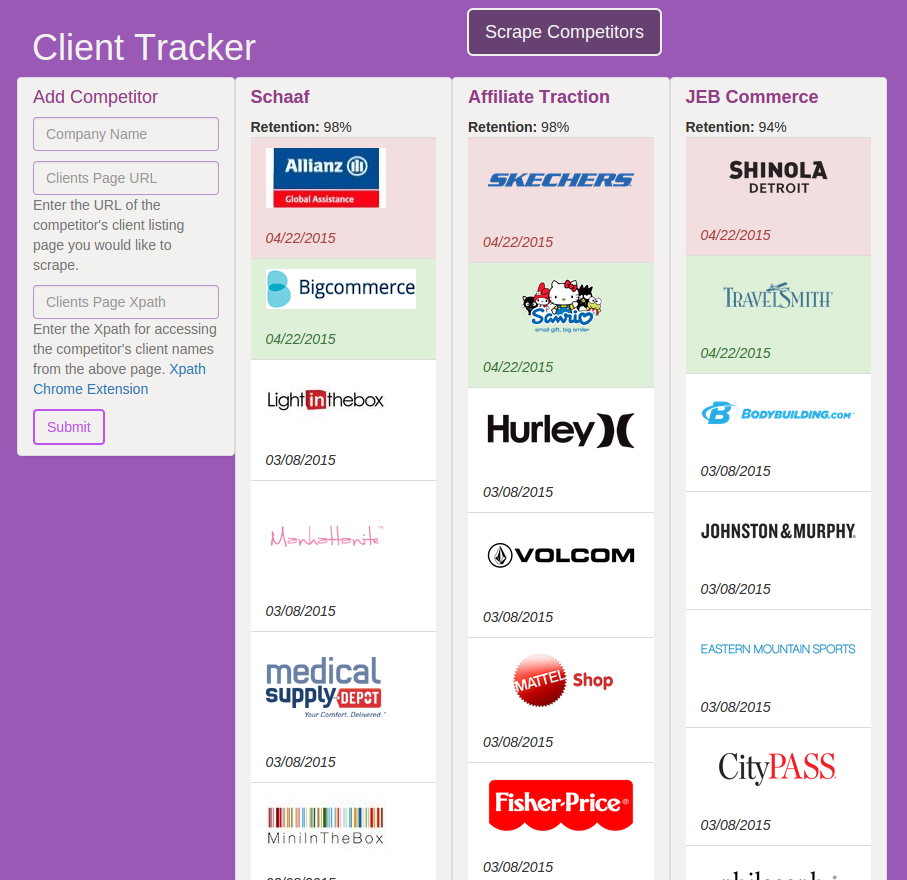 Client Tracker
Scrape Competitors
Add Competitor
Company Name
Clients Page URL
Enter the URL of the
competitor's client listing
page you would like to
scrape.
Clients Page Xpath
Enter the Xpath for accessing
the competitor's client names
from the above page. Xpath
Chrome Extension
Submit
Schaaf
Retention: 98%
Allianz
Global Assistance
04/22/2015
Bigcommerce
04/22/2015
Light in thebox
03/08/2015
Manhattanite™
03/08/2015
medical
supply DEPOT
Your Comfort. Delivered.™
03/08/2015
MiniInTheBox
Affiliate Traction
Retention: 98%
SKECHERS
04/22/2015
Sanrio
small gift, big smile
04/22/2015
Hurley
03/08/2015
VOLCOM
03/08/2015
MATTEL Shop
03/08/2015
Fisher-Price®
03/08/2015
JEB Commerce
Retention: 94%
SHINOLA
DETROIT
04/22/2015
TRAVELSMITH
04/22/2015
B BODYBUILDING.COM™
03/08/2015
JOHNSTON & MURPHY.
03/08/2015
EASTERN MOUNTAIN SPORTS
03/08/2015
CityPASS
03/08/2015